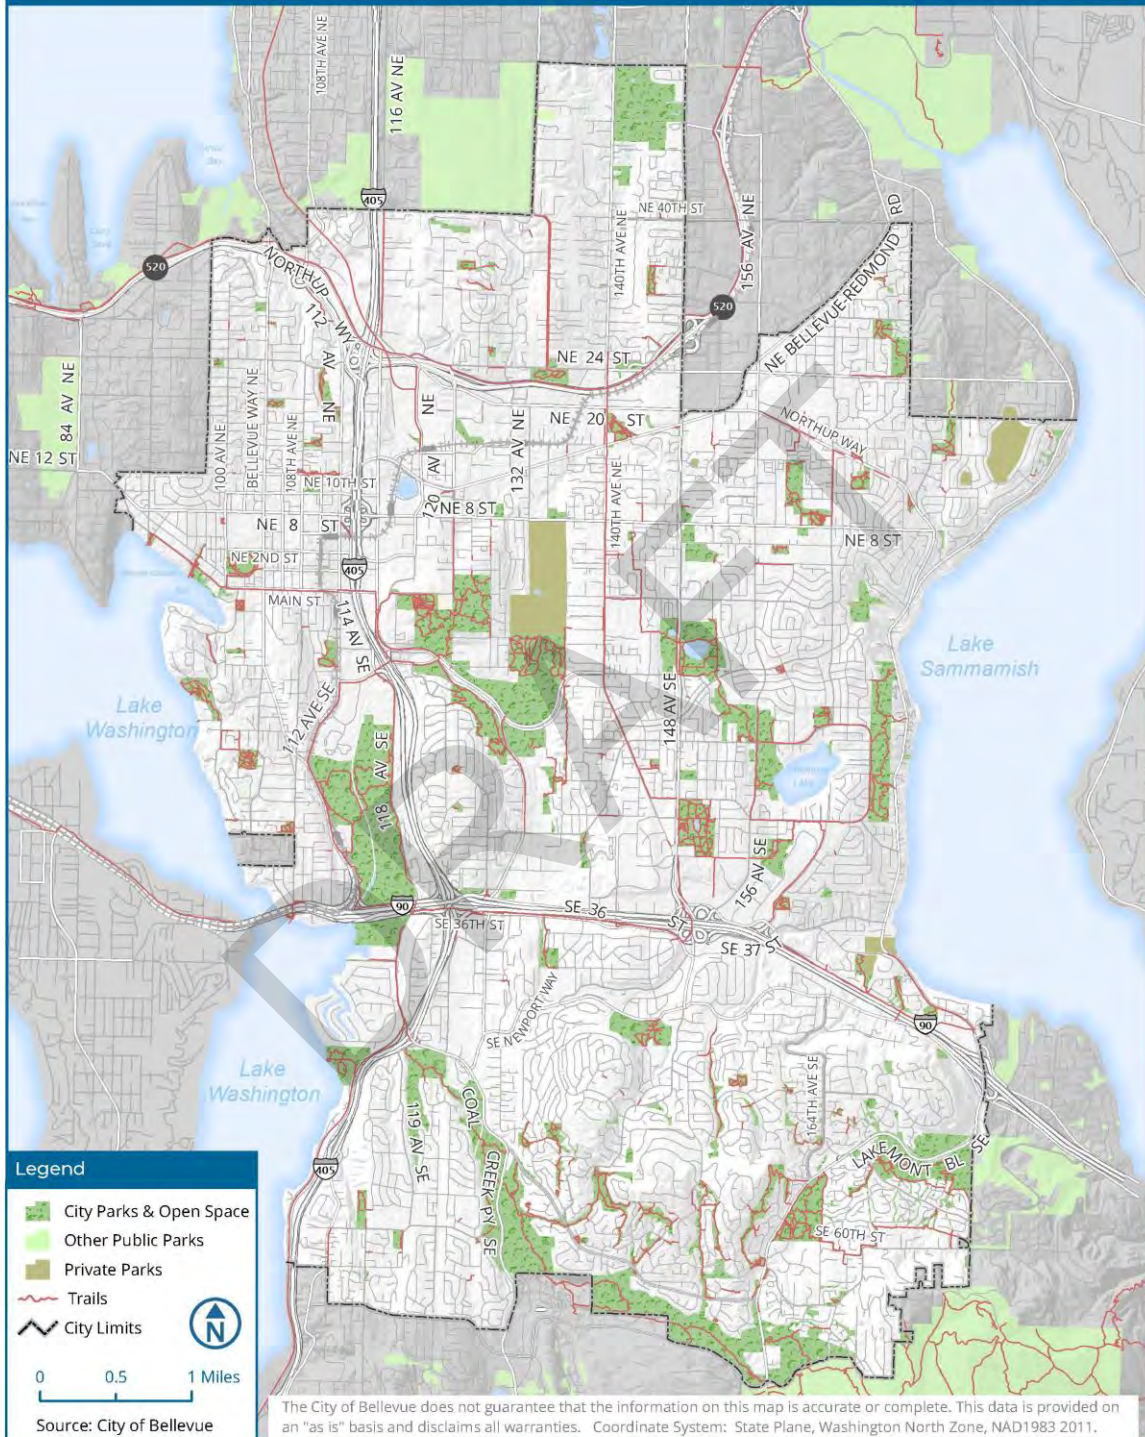 108TH AVE NE
116 AV NE
405
NE 40TH ST
140TH AVE NE
156 AV NE
NE BELLEVUE-REDMOND RD
520
NORTHUP WY
112 AV NE
520
84 AV NE
NE 24 ST
NE 20 ST
NORTHUP WAY
NE 12 ST
100 AV NE
BELLEVUE WAY NE
108TH AVE NE
NE 10TH ST
120 AV NE
132 AV NE
140TH AVE NE
NE 8 ST
NE 8 ST
NE 8 ST
NE 2ND ST
405
MAIN ST
114 AV SE
Lake
Sammamish
Lake
Washington
112 AVE SE
148 AV SE
118 AV SE
156 AV SE
90
SE 36 ST
SE 36TH ST
SE 37 ST
SE NEWPORT WAY
90
Lake
Washington
164TH AVE SE
119 AV SE
COAL CREEK PY SE
LAKEMONT BL SE
405
SE 60TH ST
DRAFT
Legend
City Parks & Open Space
Other Public Parks
Private Parks
Trails
City Limits
N
0 0.5 1 Miles
Source: City of Bellevue
The City of Bellevue does not guarantee that the information on this map is accurate or complete. This data is provided on
an "as is" basis and disclaims all warranties. Coordinate System: State Plane, Washington North Zone, NAD1983 2011.